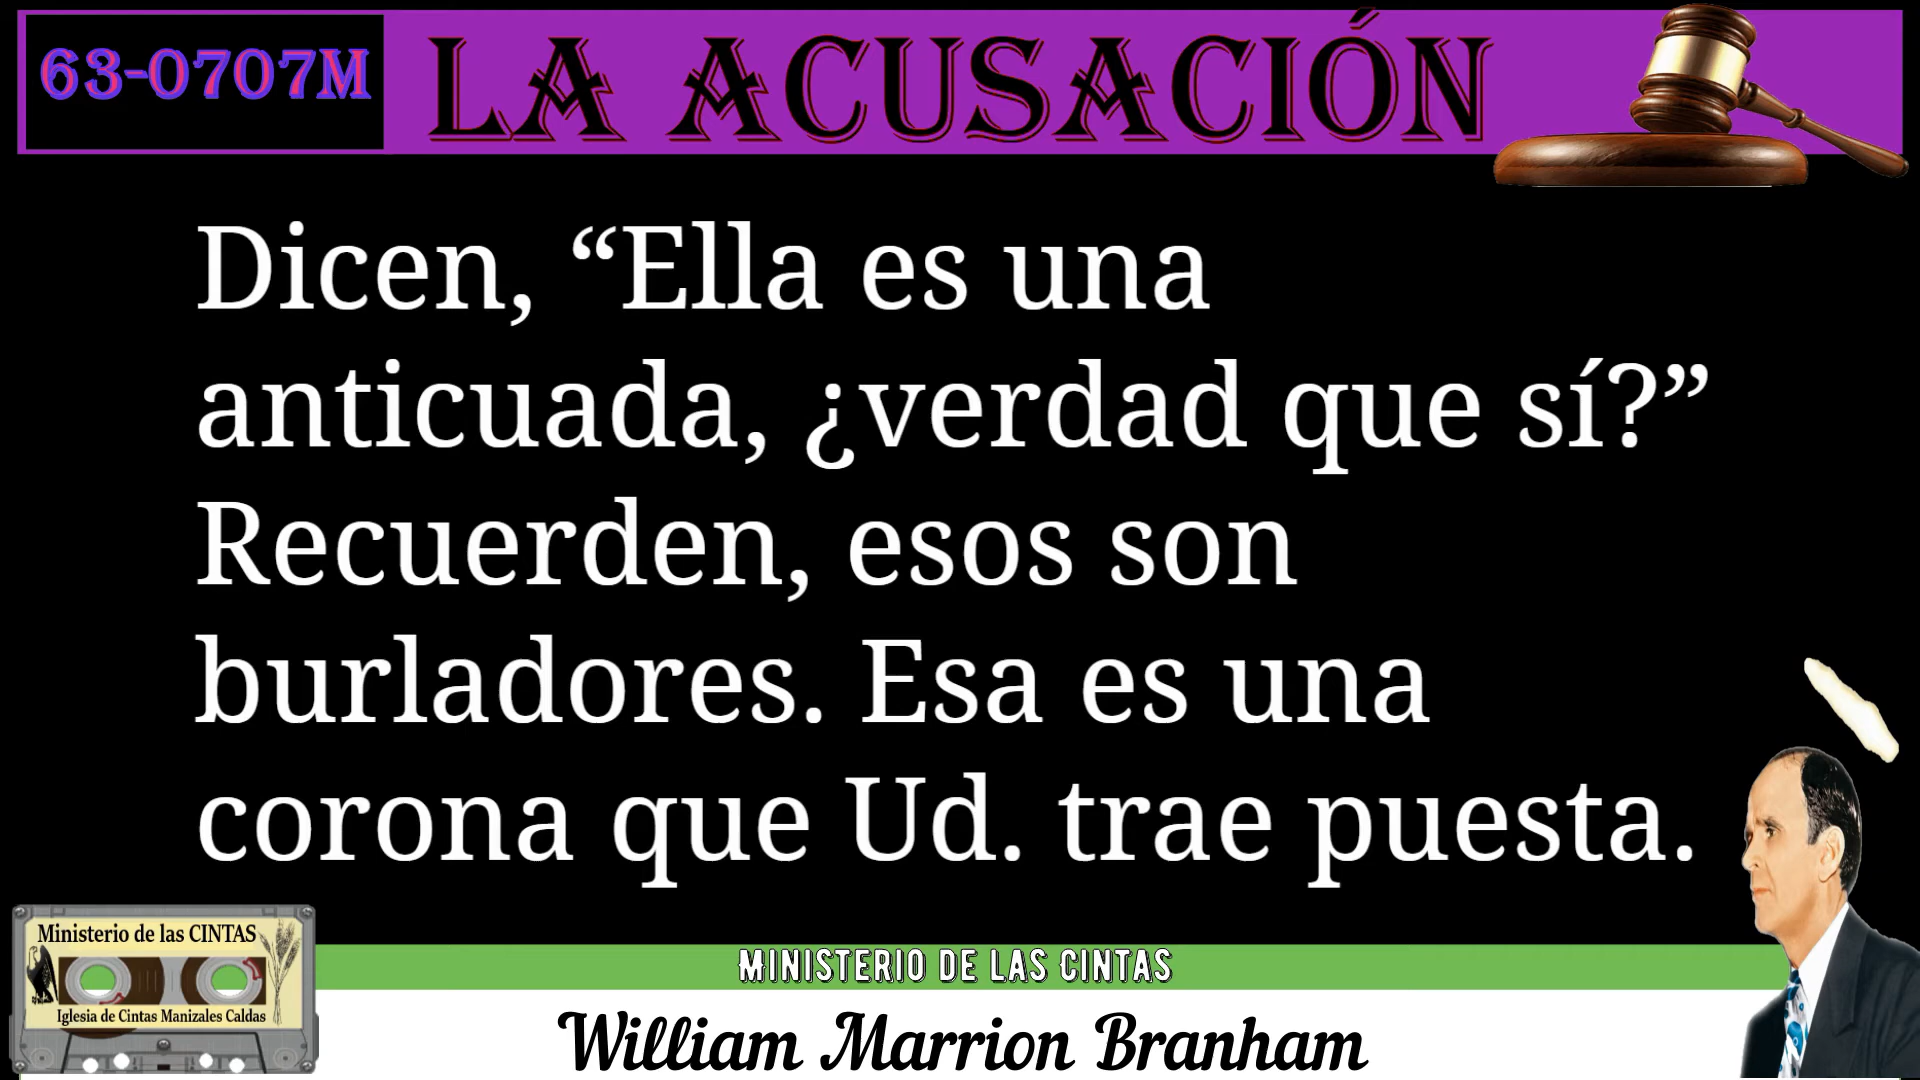 63-0707M
LA ACUSACIÓN
Dicen, “Ella es una
anticuada, ¿verdad que sí?”
Recuerden, esos son
burladores. Esa es una
corona que Ud. trae puesta.
Ministerio de las CINTAS
Iglesia de Cintas Manizales Caldas
MINISTERIO DE LAS CINTAS
William Marrion Branham